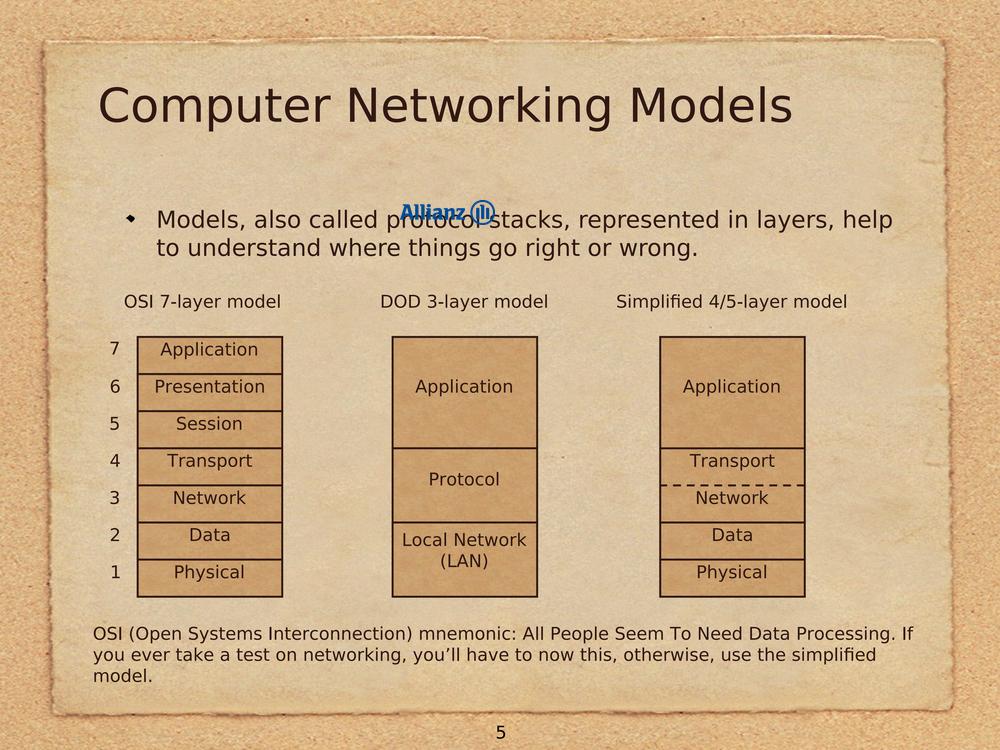 Computer Networking Models
Allianz
Models, also called protocol stacks, represented in layers, help
to understand where things go right or wrong.
OSI 7-layer model
DOD 3-layer model
Simplified 4/5-layer model
7 Application
6 Presentation
5 Session
4 Transport
3 Network
2 Data
1 Physical
Application
Protocol
Local Network
(LAN)
Application
Transport
Network
Data
Physical
OSI (Open Systems Interconnection) mnemonic: All People Seem To Need Data Processing. If
you ever take a test on networking, you’ll have to now this, otherwise, use the simplified
model.
5